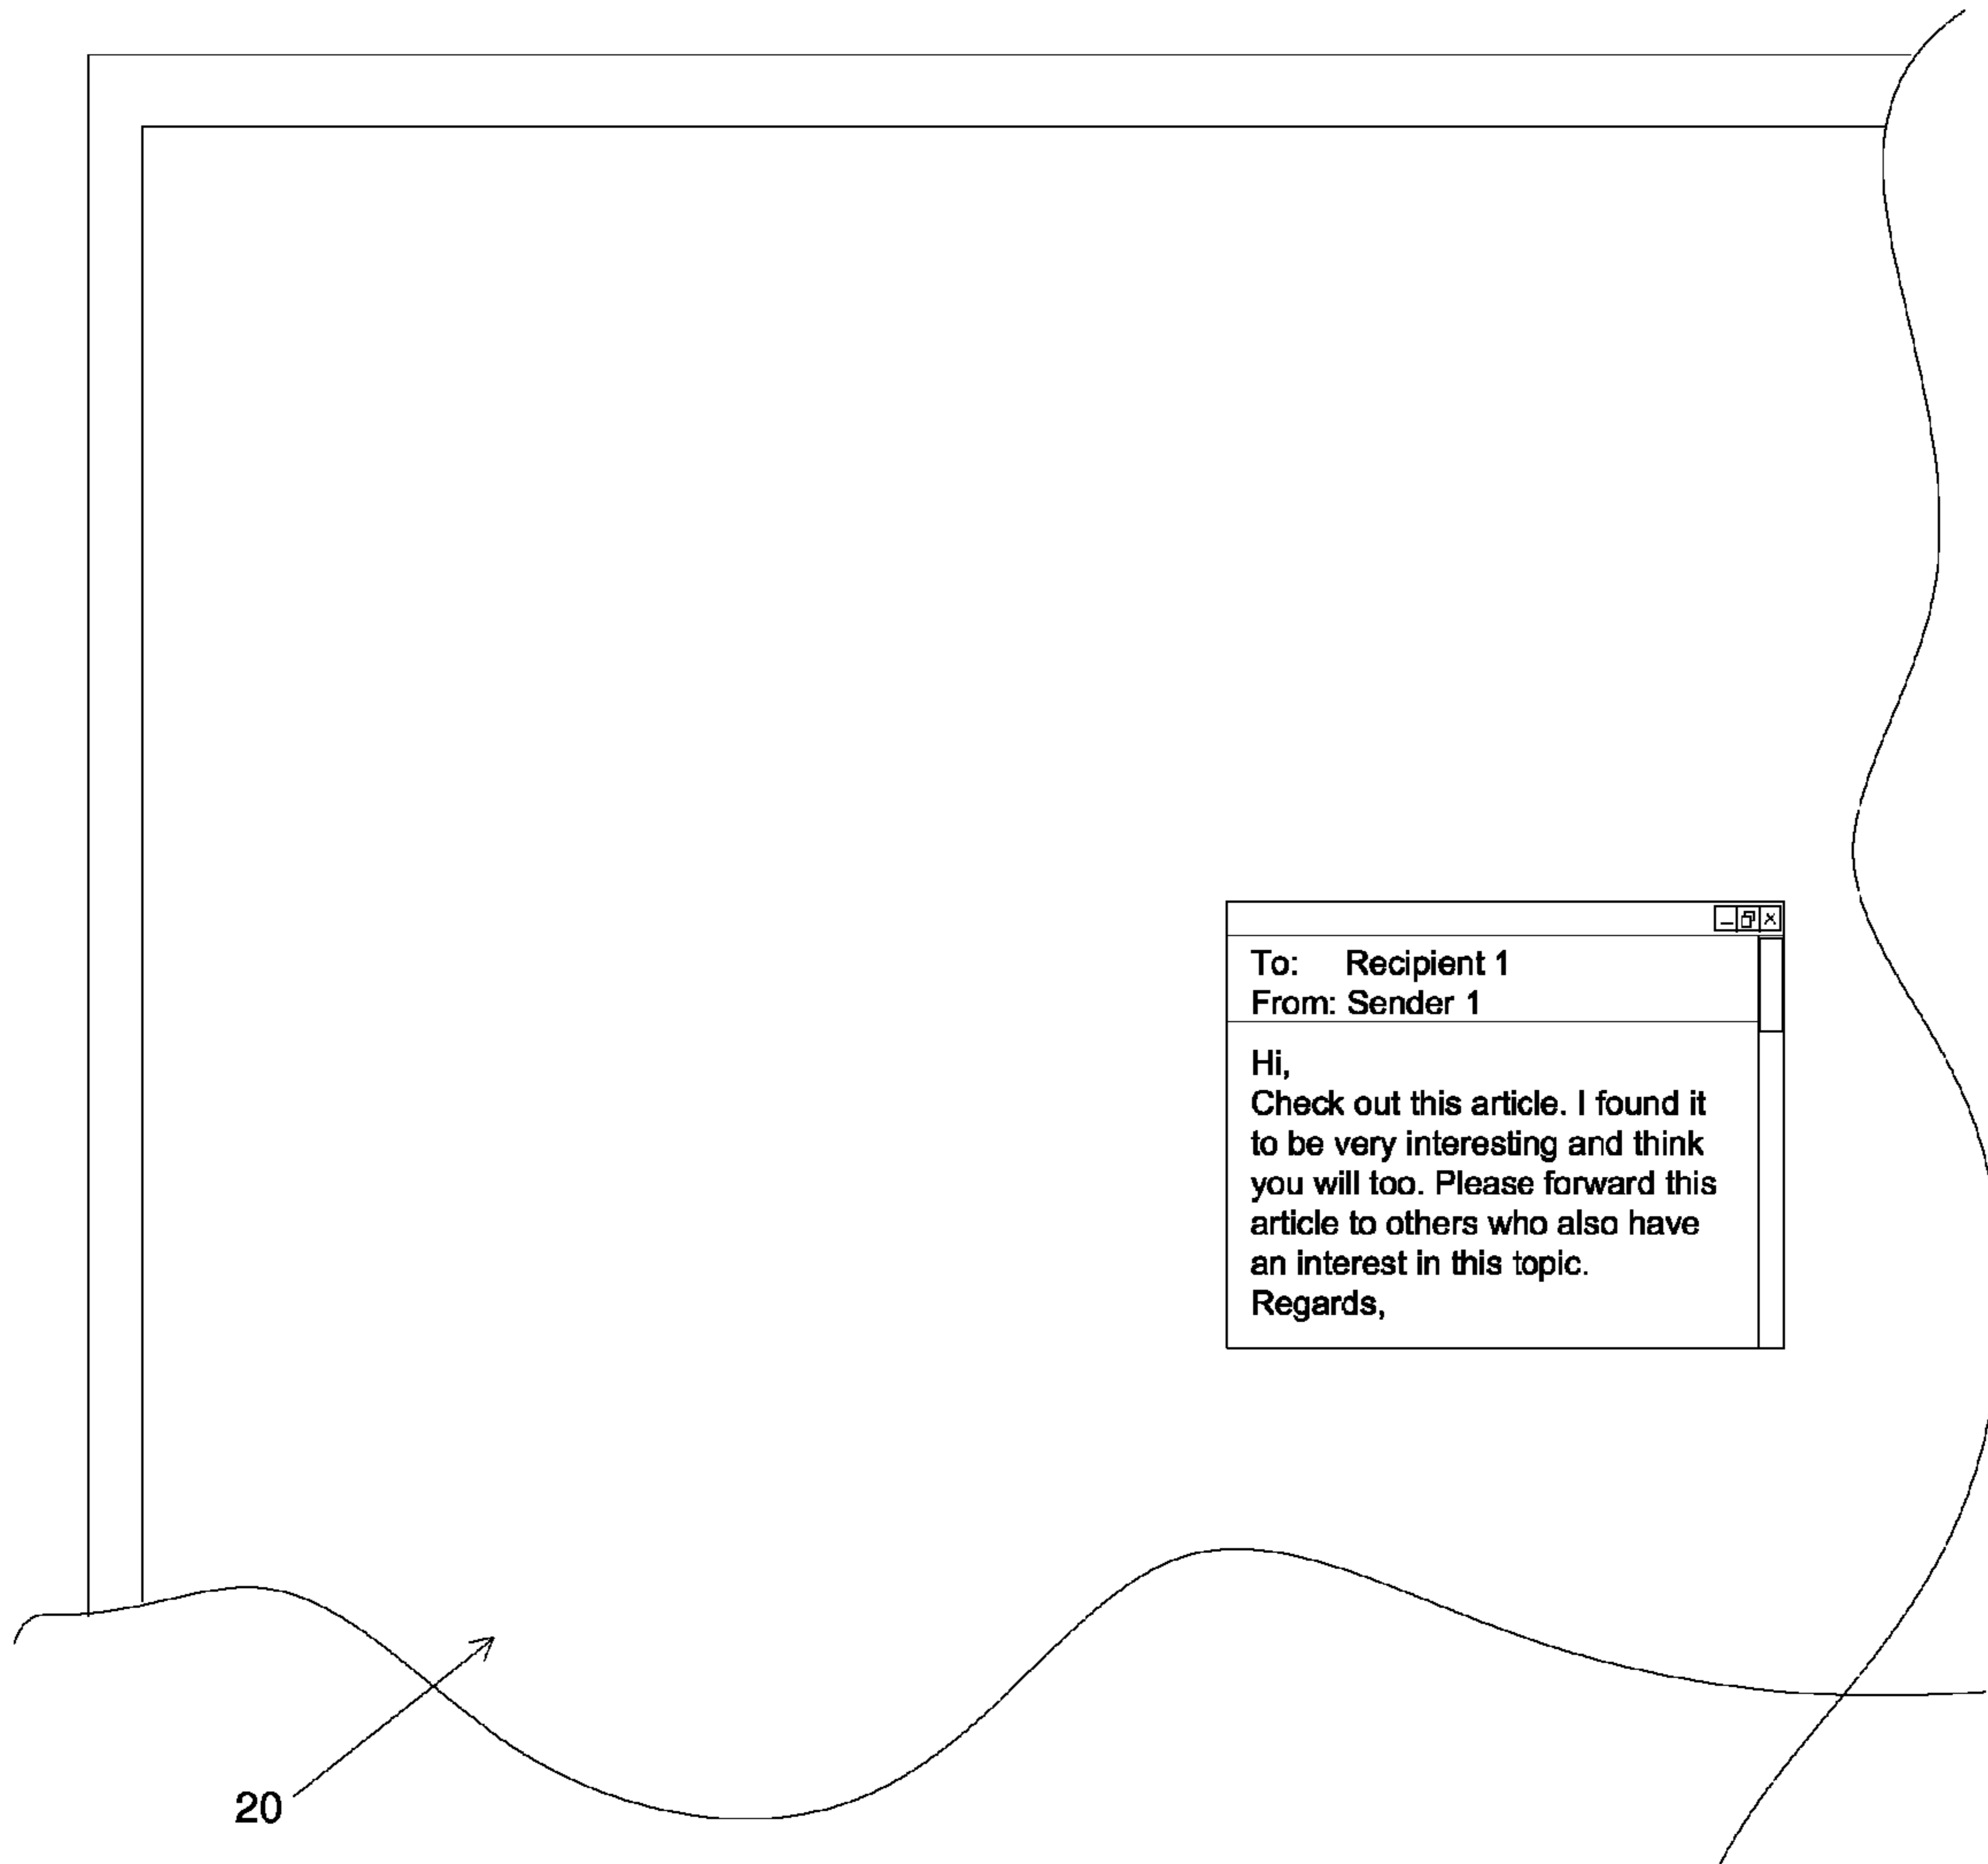 To: Recipient 1
From: Sender 1
Hi,
Check out this article. I found it
to be very interesting and think
you will too. Please forward this
article to others who also have
an interest in this topic.
Regards,
20